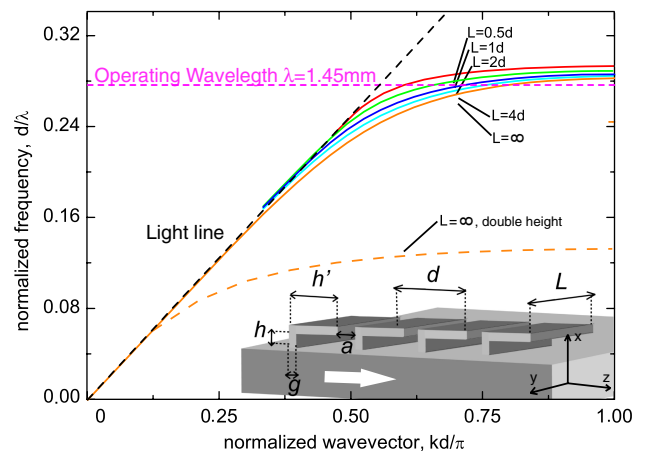 0.32
0.24
0.16
0.08
0.00
normalized frequency, d/λ
Operating Wavelegth λ=1.45mm
L=0.5d
L=1d
L=2d
L=4d
L=∞
Light line
L=∞, double height
h'
d
L
h
a
g
x
y
z
0
0.25
0.50
0.75
1.00
normalized wavevector, kd/π